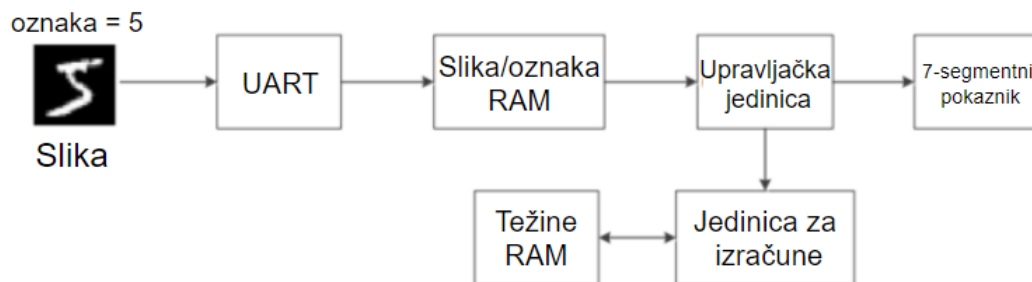 oznaka = 5
Slika
UART
Slika/oznaka
RAM
Upravljačka
jedinica
7-segmentni
pokaznik
Težine
RAM
Jedinica za
izračune